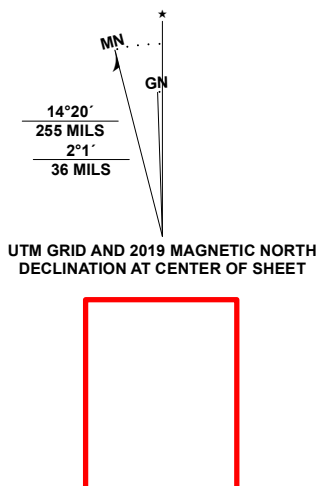 ★
MN
GN
14°20´
255 MILS
2°1´
36 MILS
UTM GRID AND 2019 MAGNETIC NORTH
DECLINATION AT CENTER OF SHEET